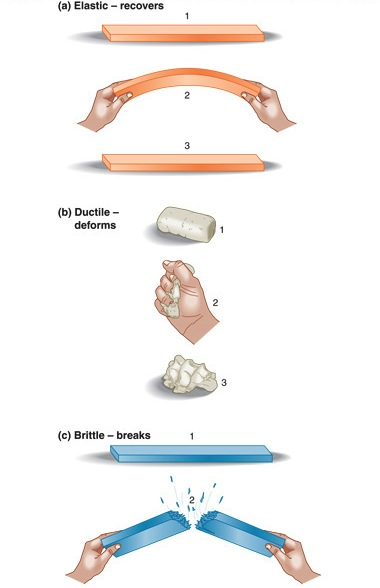 (a) Elastic – recovers
1
2
3
(b) Ductile –
deforms
1
2
3
(c) Brittle – breaks
1
2